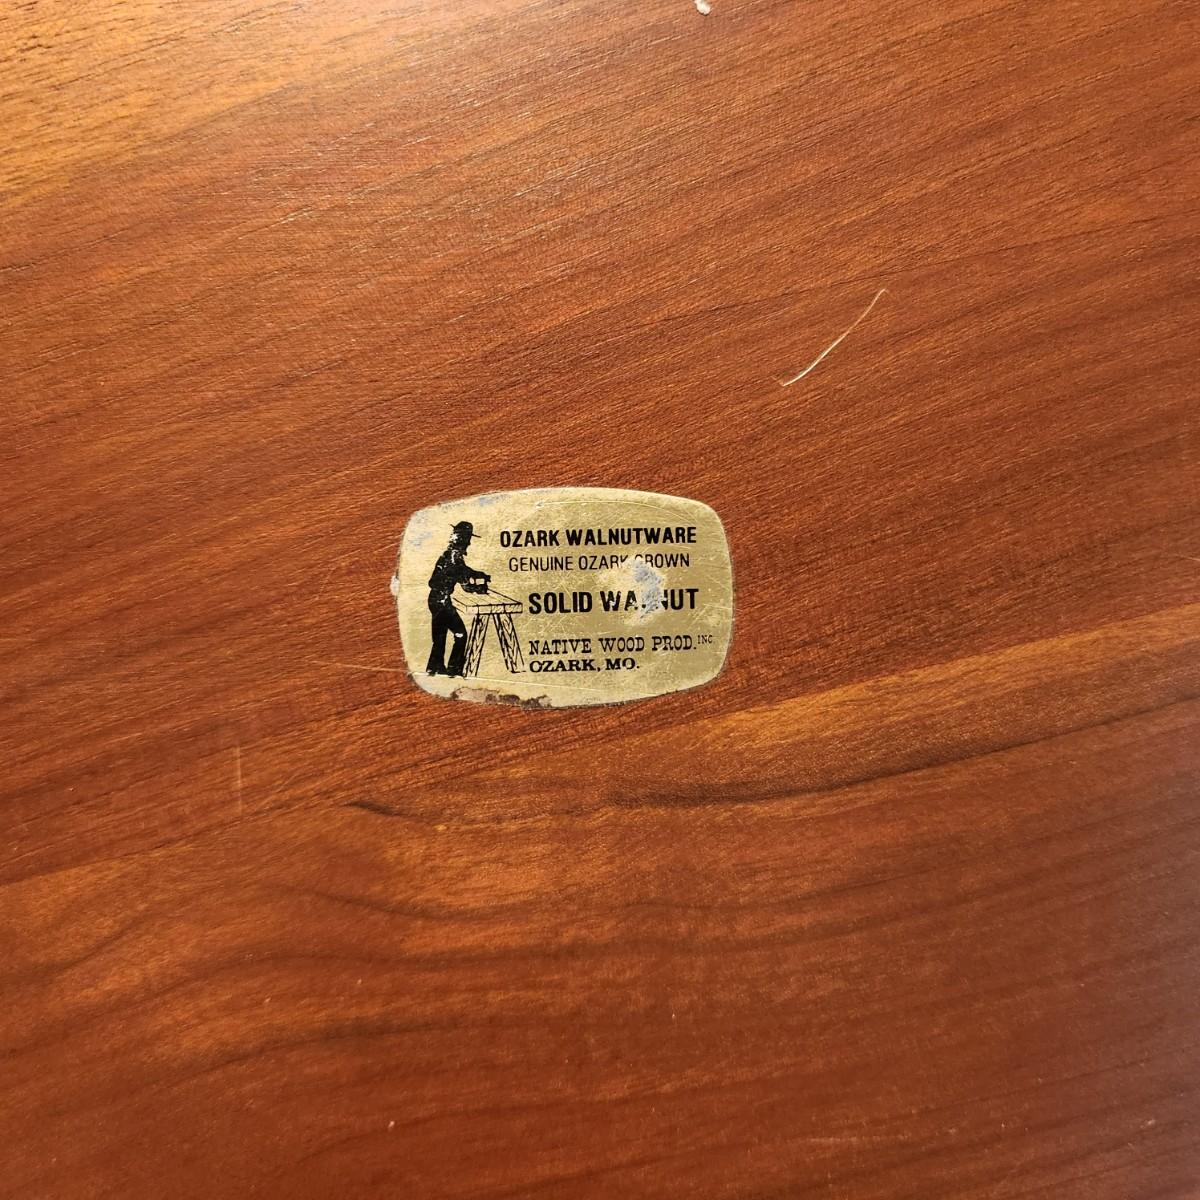 OZARK WALNUTWARE
GENUINE OZARK GROWN
SOLID WALNUT
NATIVE WOOD PROD. INC
OZARK, MO.